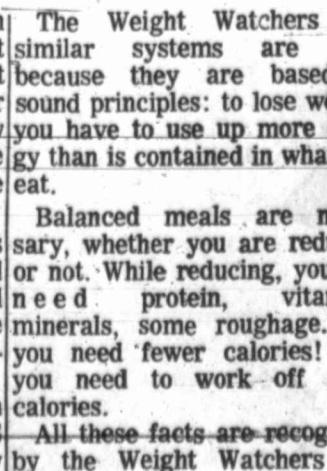 The Weight Watchers
similar systems are
because they are based
sound principles: to lose w
you have to use up more
gy than is contained in wha
eat.
Balanced meals are n
sary, whether you are red
or not. While reducing, you
need protein, vita
minerals, some roughage.
you need fewer calories!
you need to work off
calories.
All these facts are recog
by the Weight Watchers